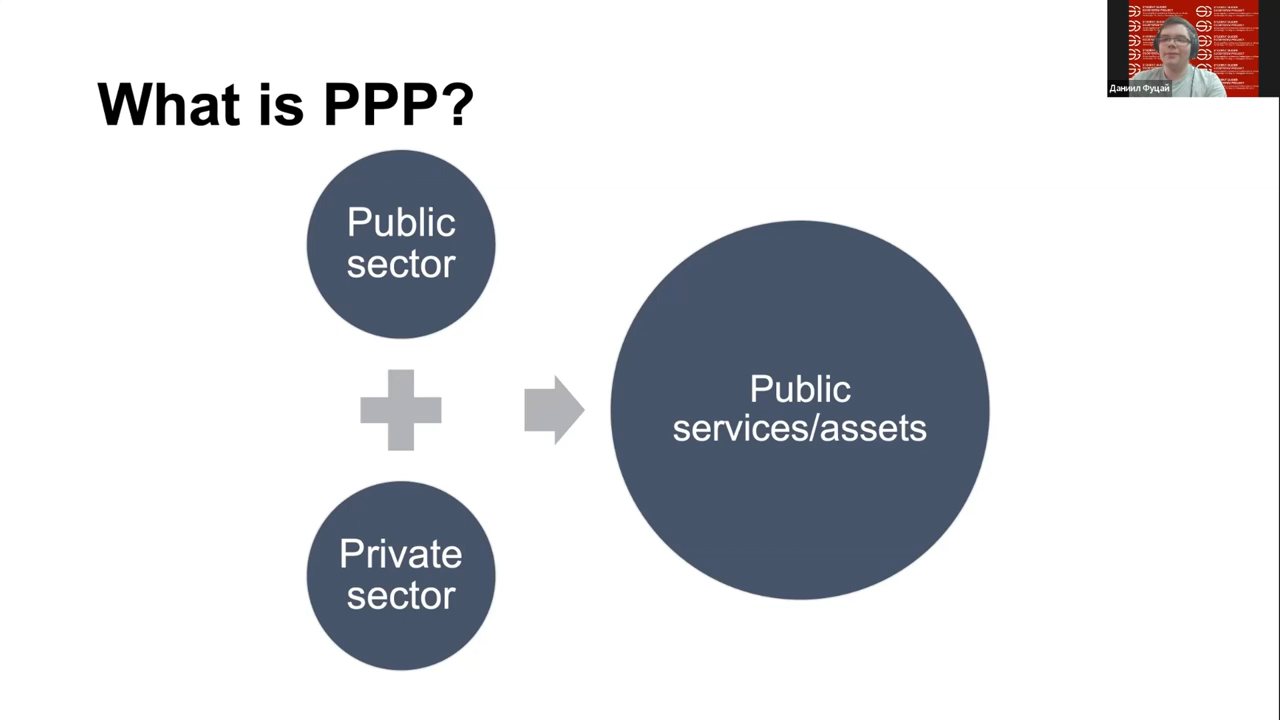 What is PPP?
Public
sector
Private
sector
Public
services/assets
Даниил Фуцай